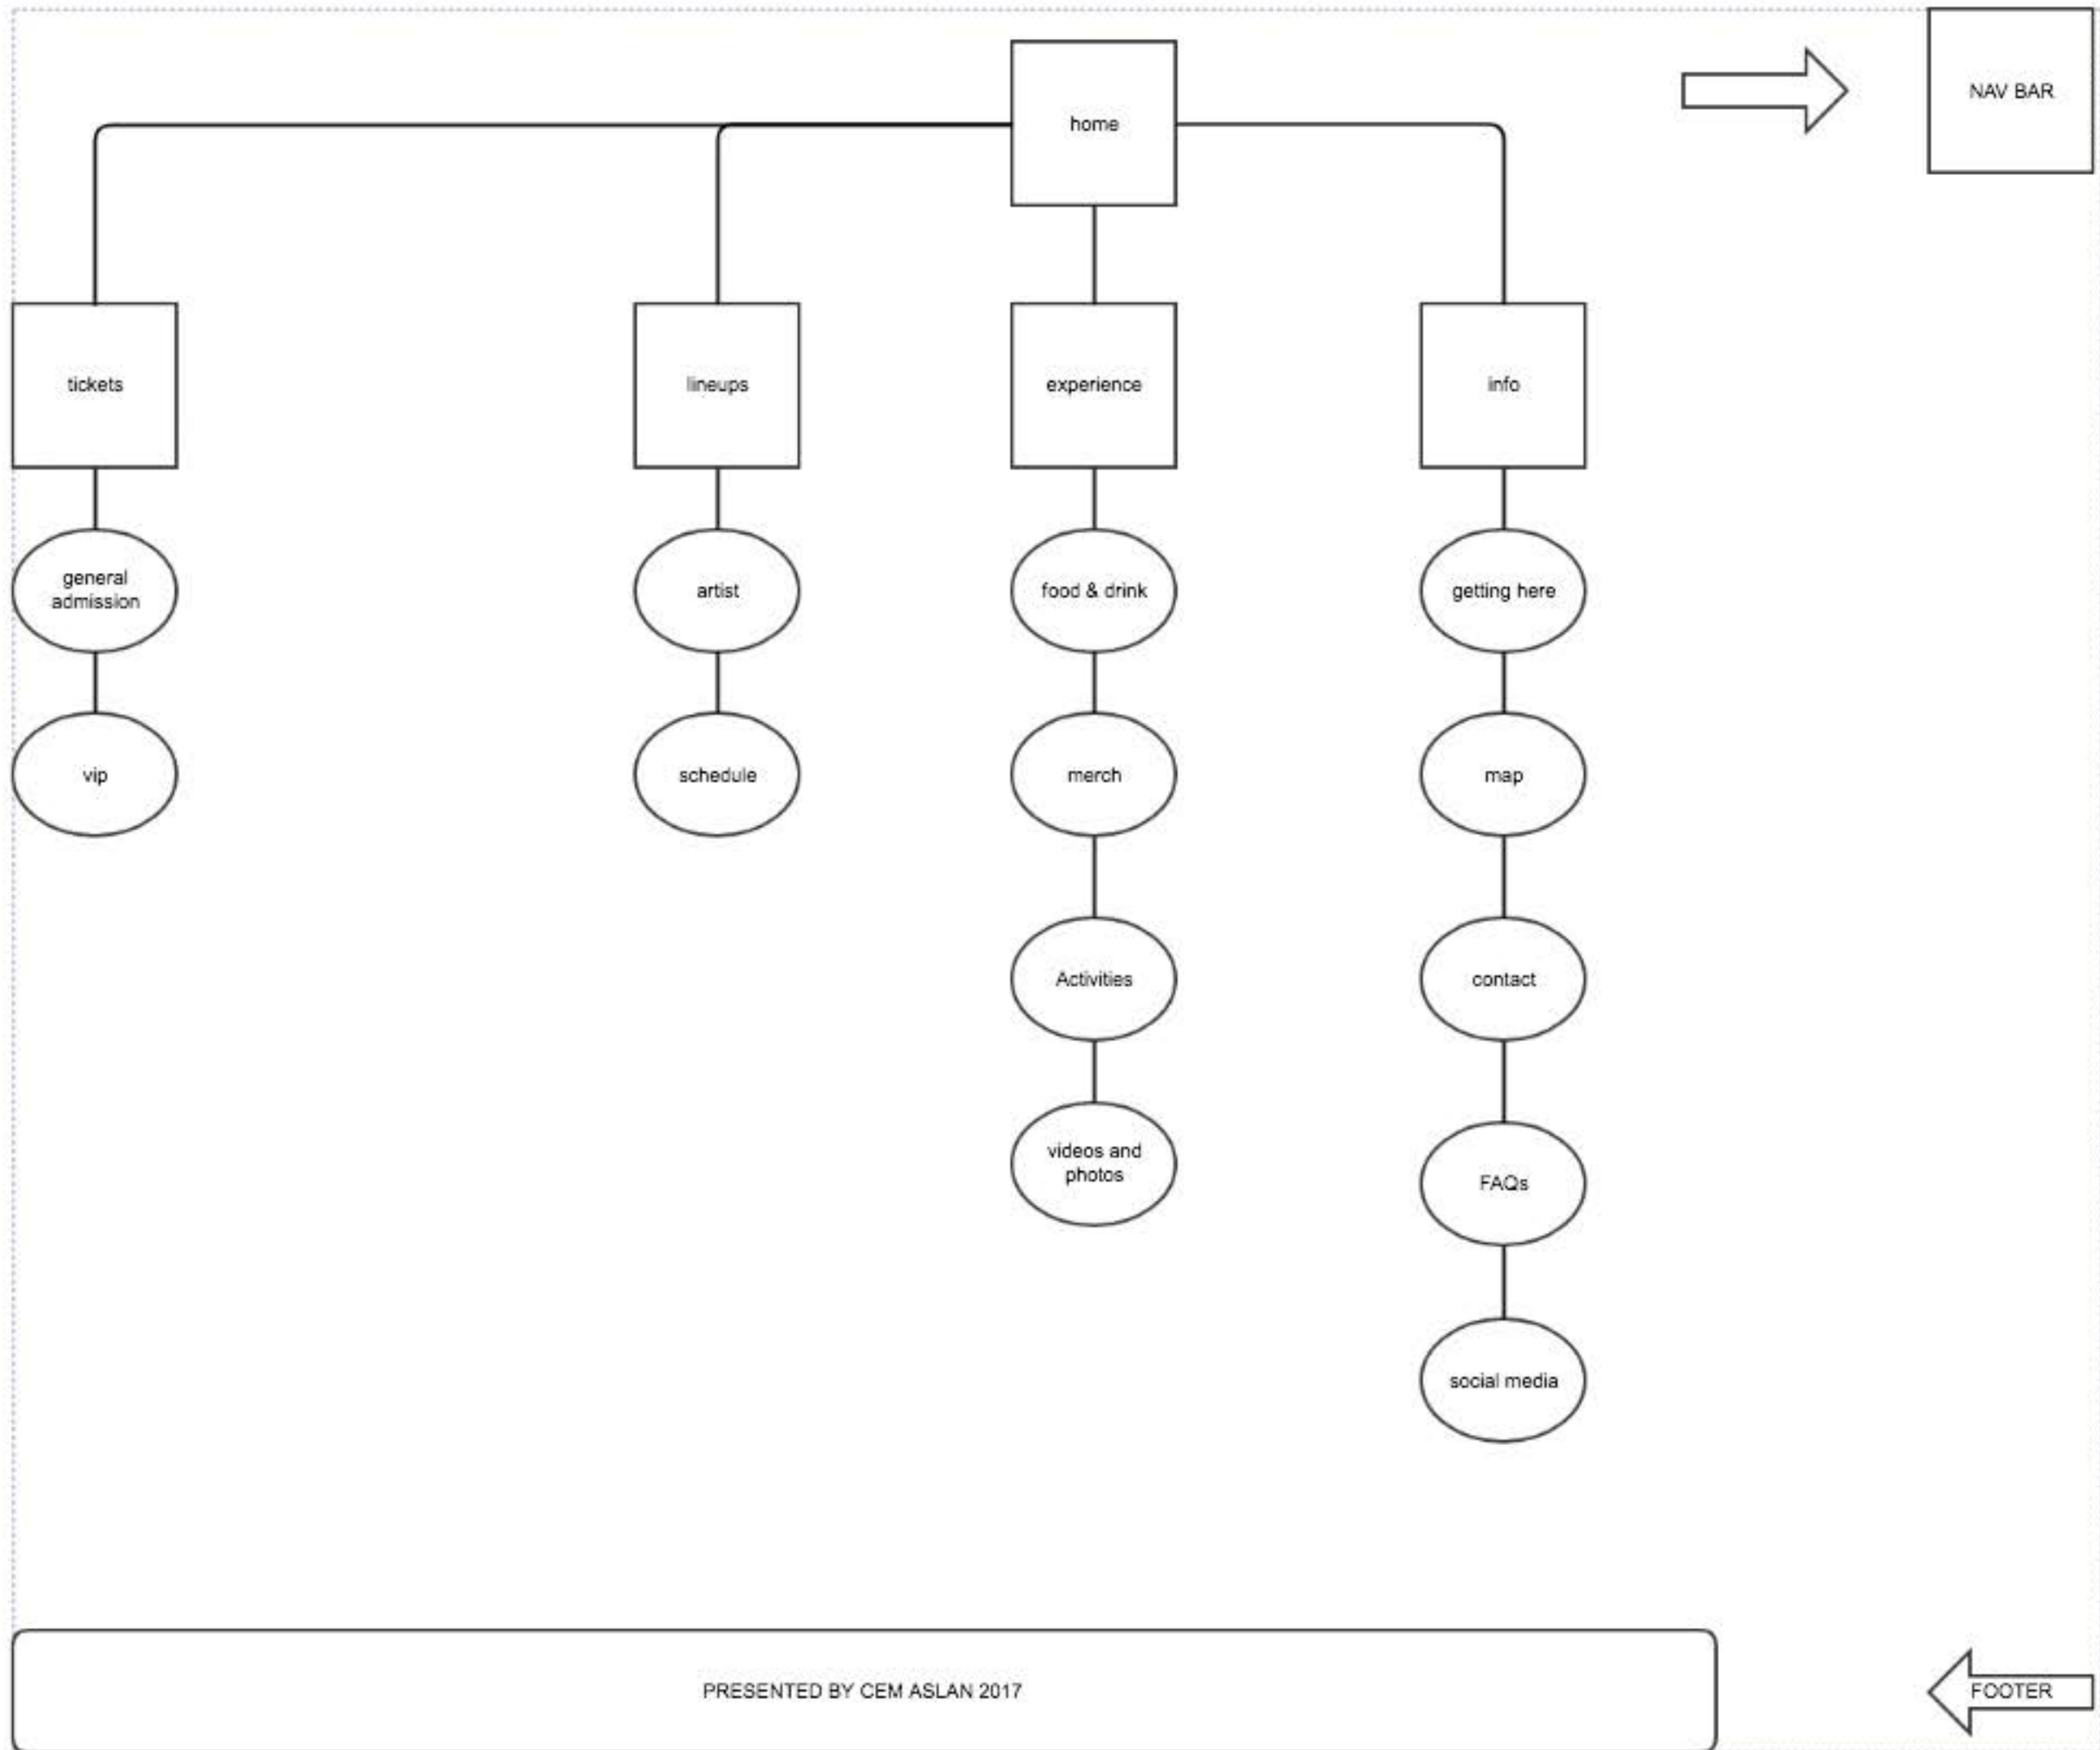 NAV BAR
home
tickets
lineups
experience
info
general
admission
artist
food & drink
getting here
vip
schedule
merch
map
Activities
contact
videos and
photos
FAQs
social media
PRESENTED BY CEM ASLAN 2017
FOOTER